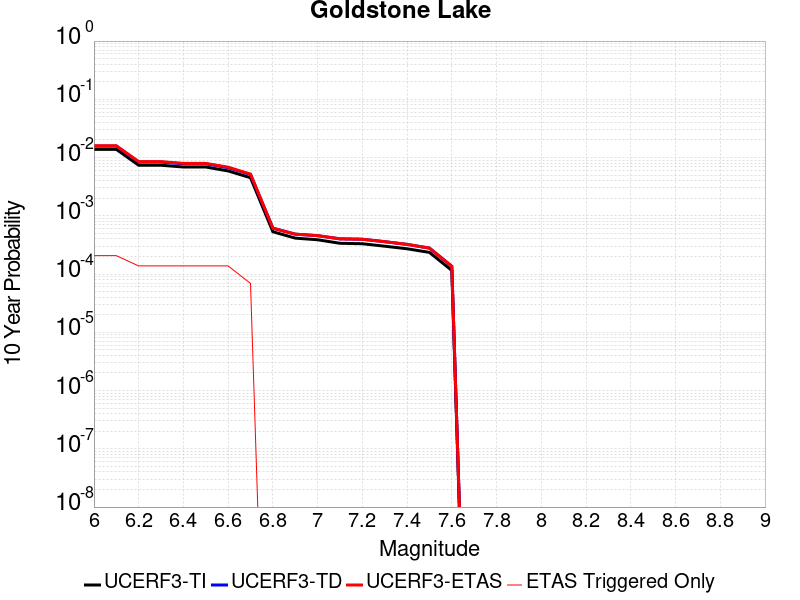 Goldstone Lake
10 Year Probability
10^0
10^-1
10^-2
10^-3
10^-4
10^-5
10^-6
10^-7
10^-8
6 6.2 6.4 6.6 6.8 7 7.2 7.4 7.6 7.8 8 8.2 8.4 8.6 8.8 9
Magnitude
UCERF3-TI UCERF3-TD UCERF3-ETAS ETAS Triggered Only